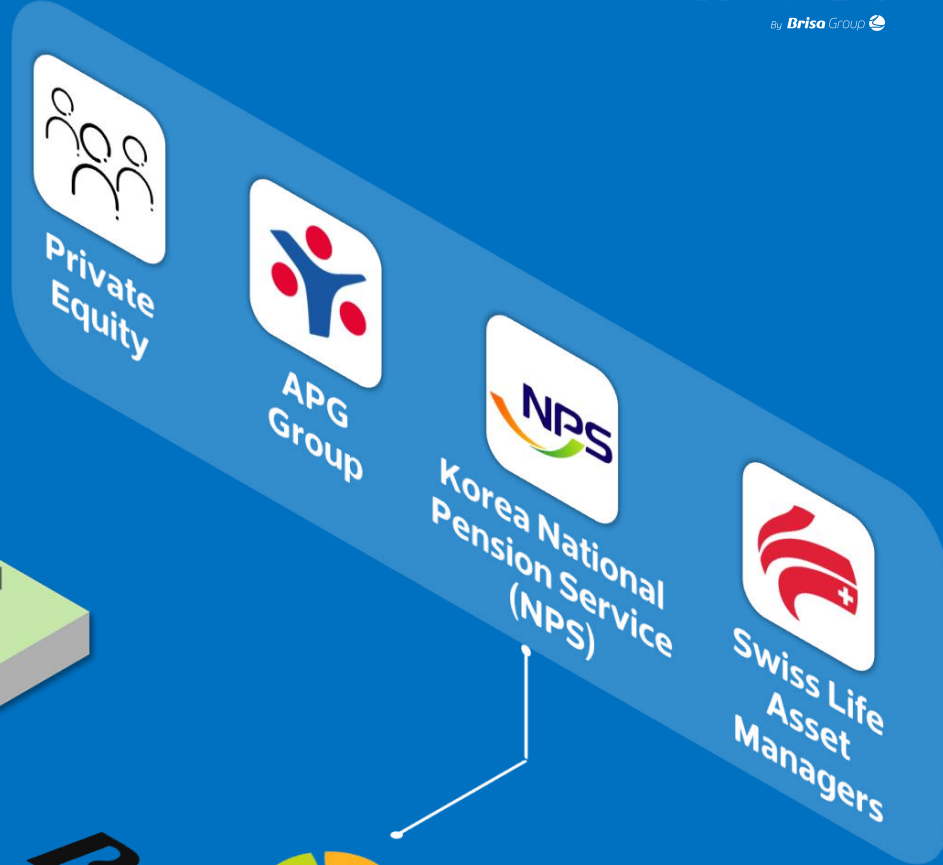 By Brisa Group
Private
Equity
APG
Group
NPS
Korea National
Pension Service
(NPS)
Swiss Life
Asset
Managers